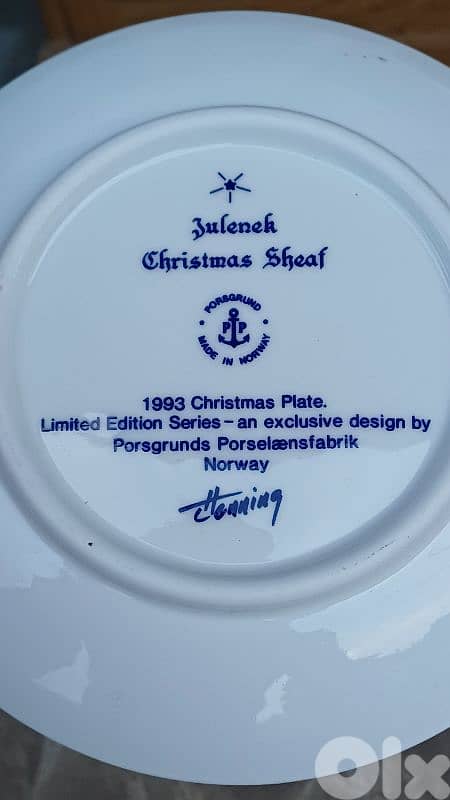 Julenek
Christmas Sheaf
PORSGRUND
P P
MADE IN NORWAY
1993 Christmas Plate.
Limited Edition Series - an exclusive design by
Porsgrunds Porselænsfabrik
Norway
Henning
OLX